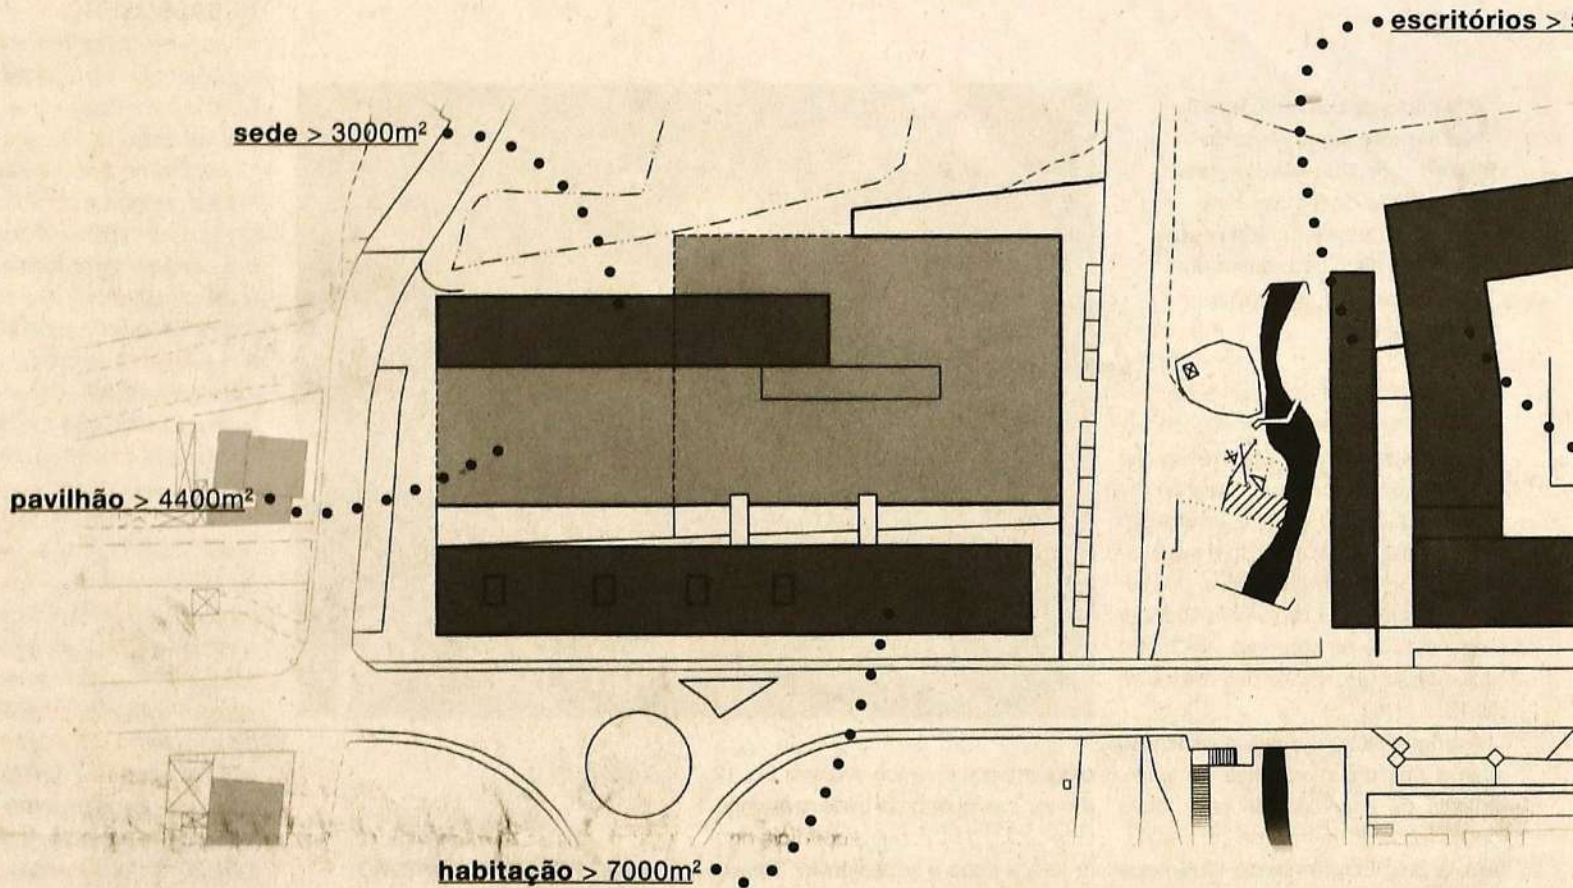 escritórios >
sede > 3000m²
pavilhão > 4400m²
habitação > 7000m²